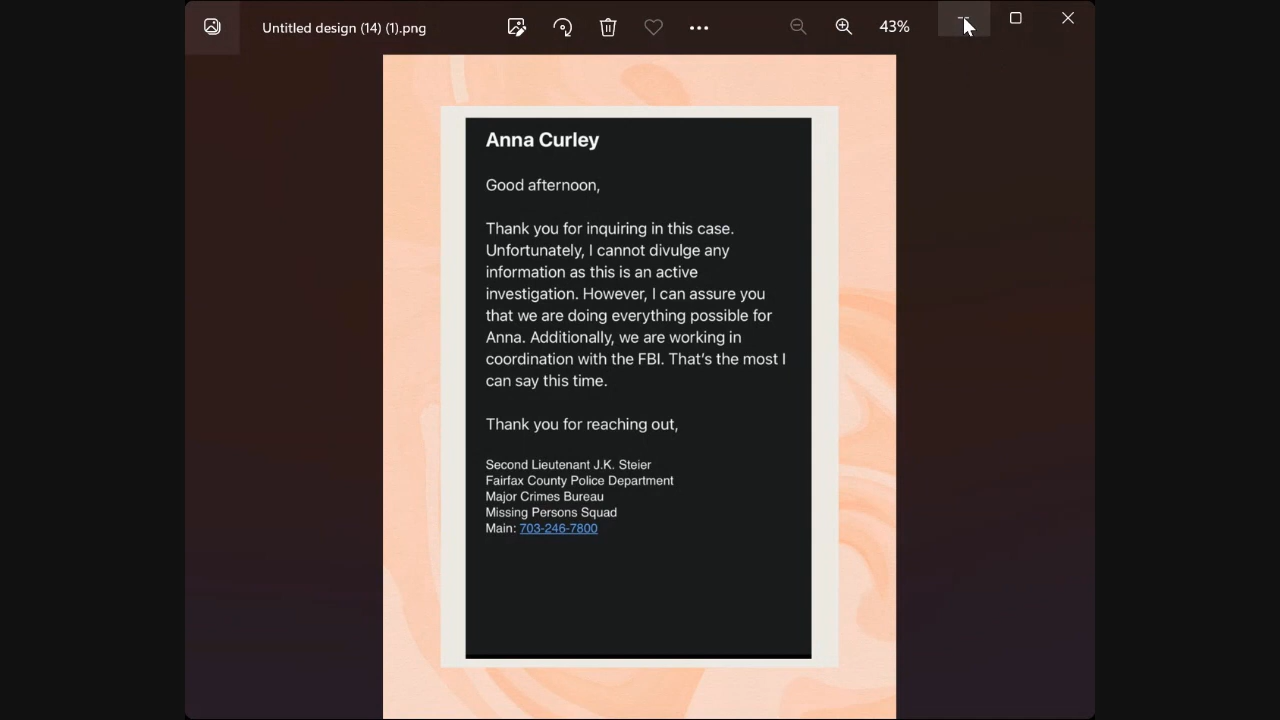 Untitled design (14) (1).png
43%
Anna Curley
Good afternoon,
Thank you for inquiring in this case.
Unfortunately, I cannot divulge any
information as this is an active
investigation. However, I can assure you
that we are doing everything possible for
Anna. Additionally, we are working in
coordination with the FBI. That's the most I
can say this time.
Thank you for reaching out,
Second Lieutenant J.K. Steier
Fairfax County Police Department
Major Crimes Bureau
Missing Persons Squad
Main: 703-246-7800